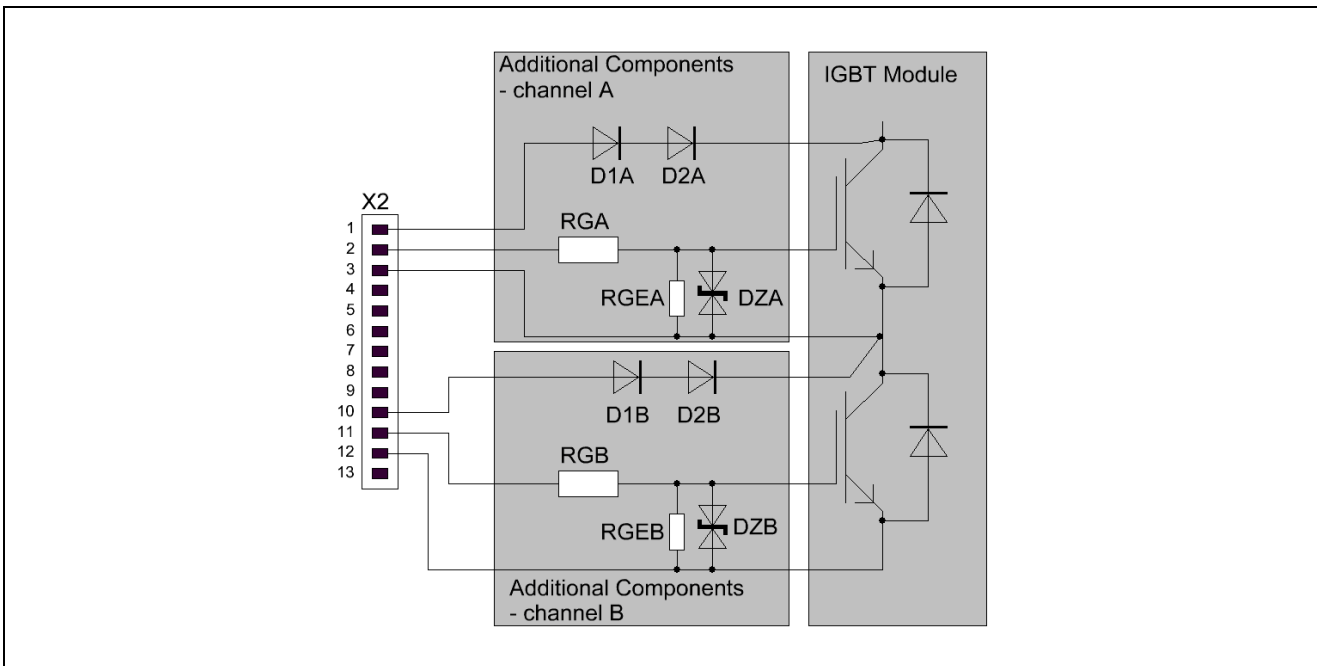 Additional Components
- channel A
IGBT Module
D1A D2A
X2
RGA
1
2
3
4
5
6
7
8
9
10
11
12
13
RGEA DZA
D1B D2B
RGB
RGEB DZB
Additional Components
- channel B